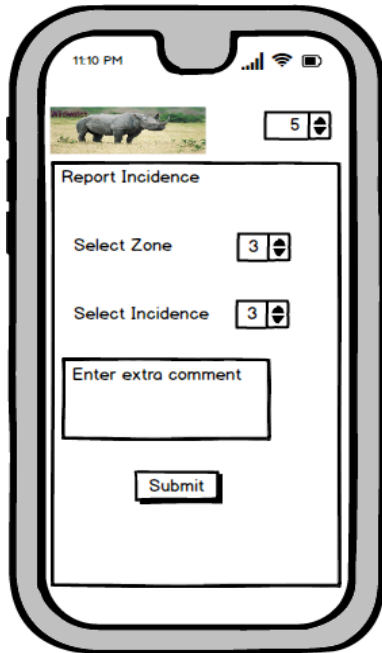 11:10 PM
5
Report Incidence
Select Zone 3
Select Incidence 3
Enter extra comment
Submit